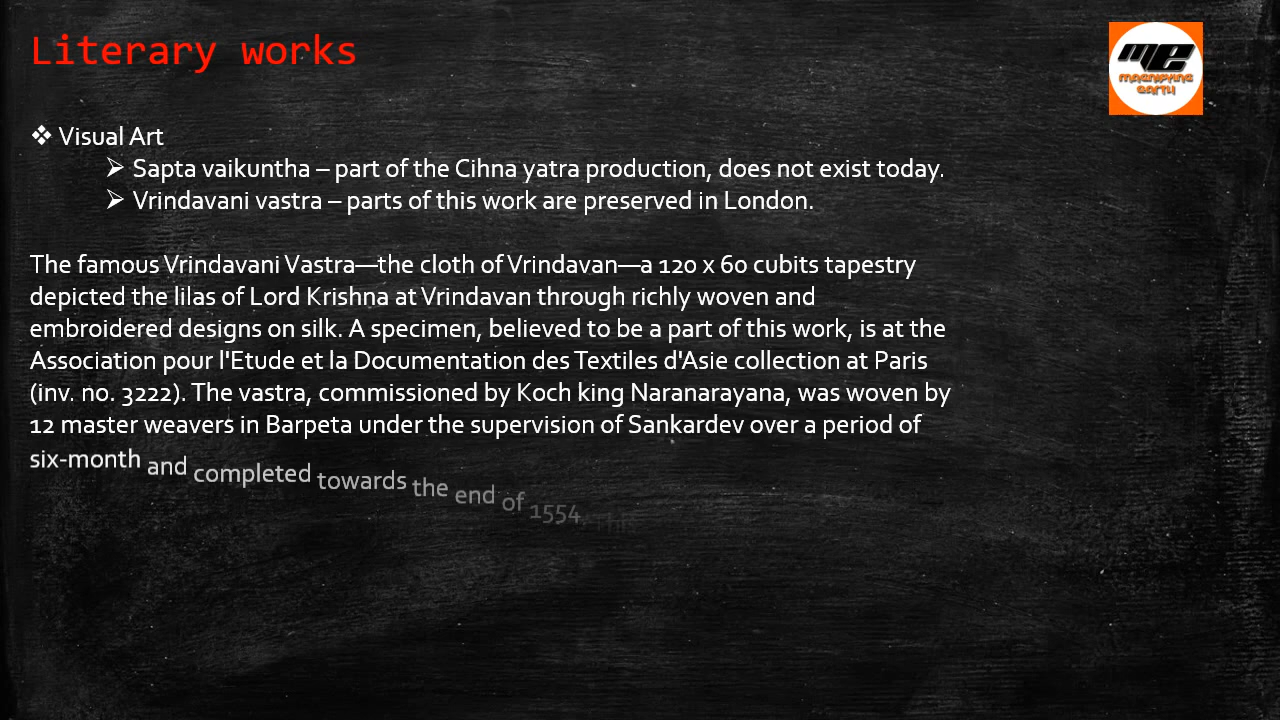 Literary works
me
MAGNIFYING
EARTH
❖ Visual Art
➢ Sapta vaikuntha – part of the Cihna yatra production, does not exist today.
➢ Vrindavani vastra – parts of this work are preserved in London.
The famous Vrindavani Vastra—the cloth of Vrindavan—a 120 x 60 cubits tapestry
depicted the lilas of Lord Krishna at Vrindavan through richly woven and
embroidered designs on silk. A specimen, believed to be a part of this work, is at the
Association pour l'Etude et la Documentation des Textiles d'Asie collection at Paris
(inv. no. 3222). The vastra, commissioned by Koch king Naranarayana, was woven by
12 master weavers in Barpeta under the supervision of Sankardev over a period of
six-month and completed towards the end of 1554. This